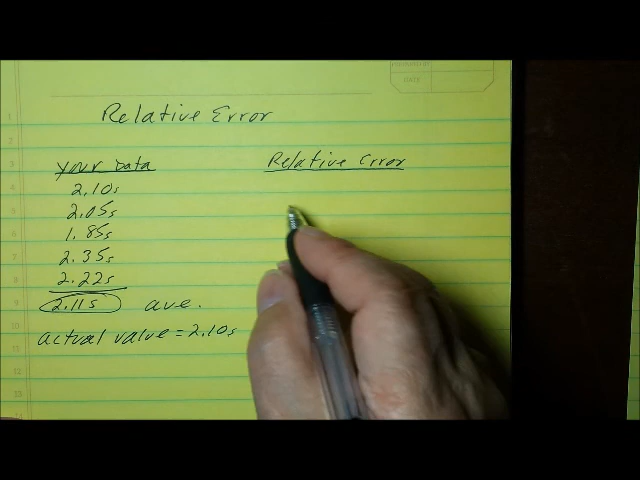 DATE
Relative Error
your Data
Relative Error
2.10s
2.05s
1.85s
2.35s
2.22s
2.11s ave.
actual value = 2.10s